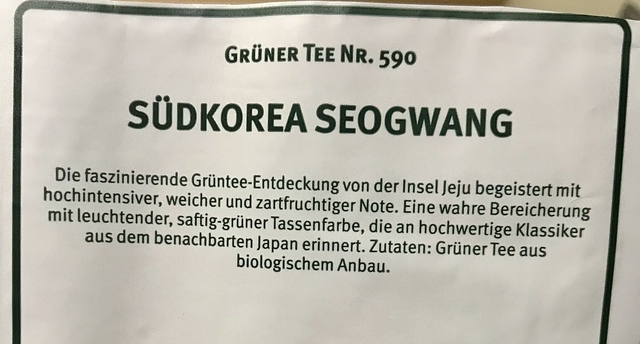 GRÜNER TEE NR. 590
SÜDKOREA SEOGWANG
Die faszinierende Grüntee-Entdeckung von der Insel Jeju begeistert mit
hochintensiver, weicher und zartfruchtiger Note. Eine wahre Bereicherung
mit leuchtender, saftig-grüner Tassenfarbe, die an hochwertige Klassiker
aus dem benachbarten Japan erinnert. Zutaten: Grüner Tee aus
biologischem Anbau.